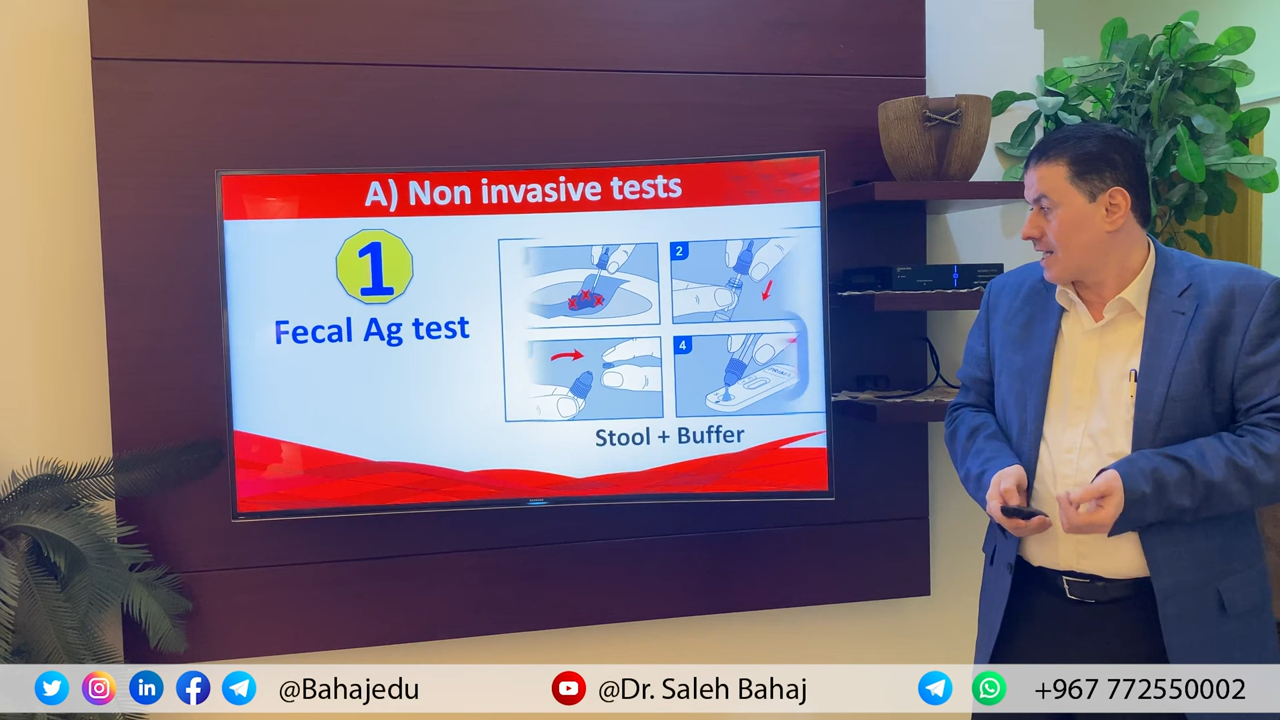 A) Non invasive tests
1
Fecal Ag test
2
4
Stool + Buffer
@Bahajedu
@Dr. Saleh Bahaj
+967 772550002